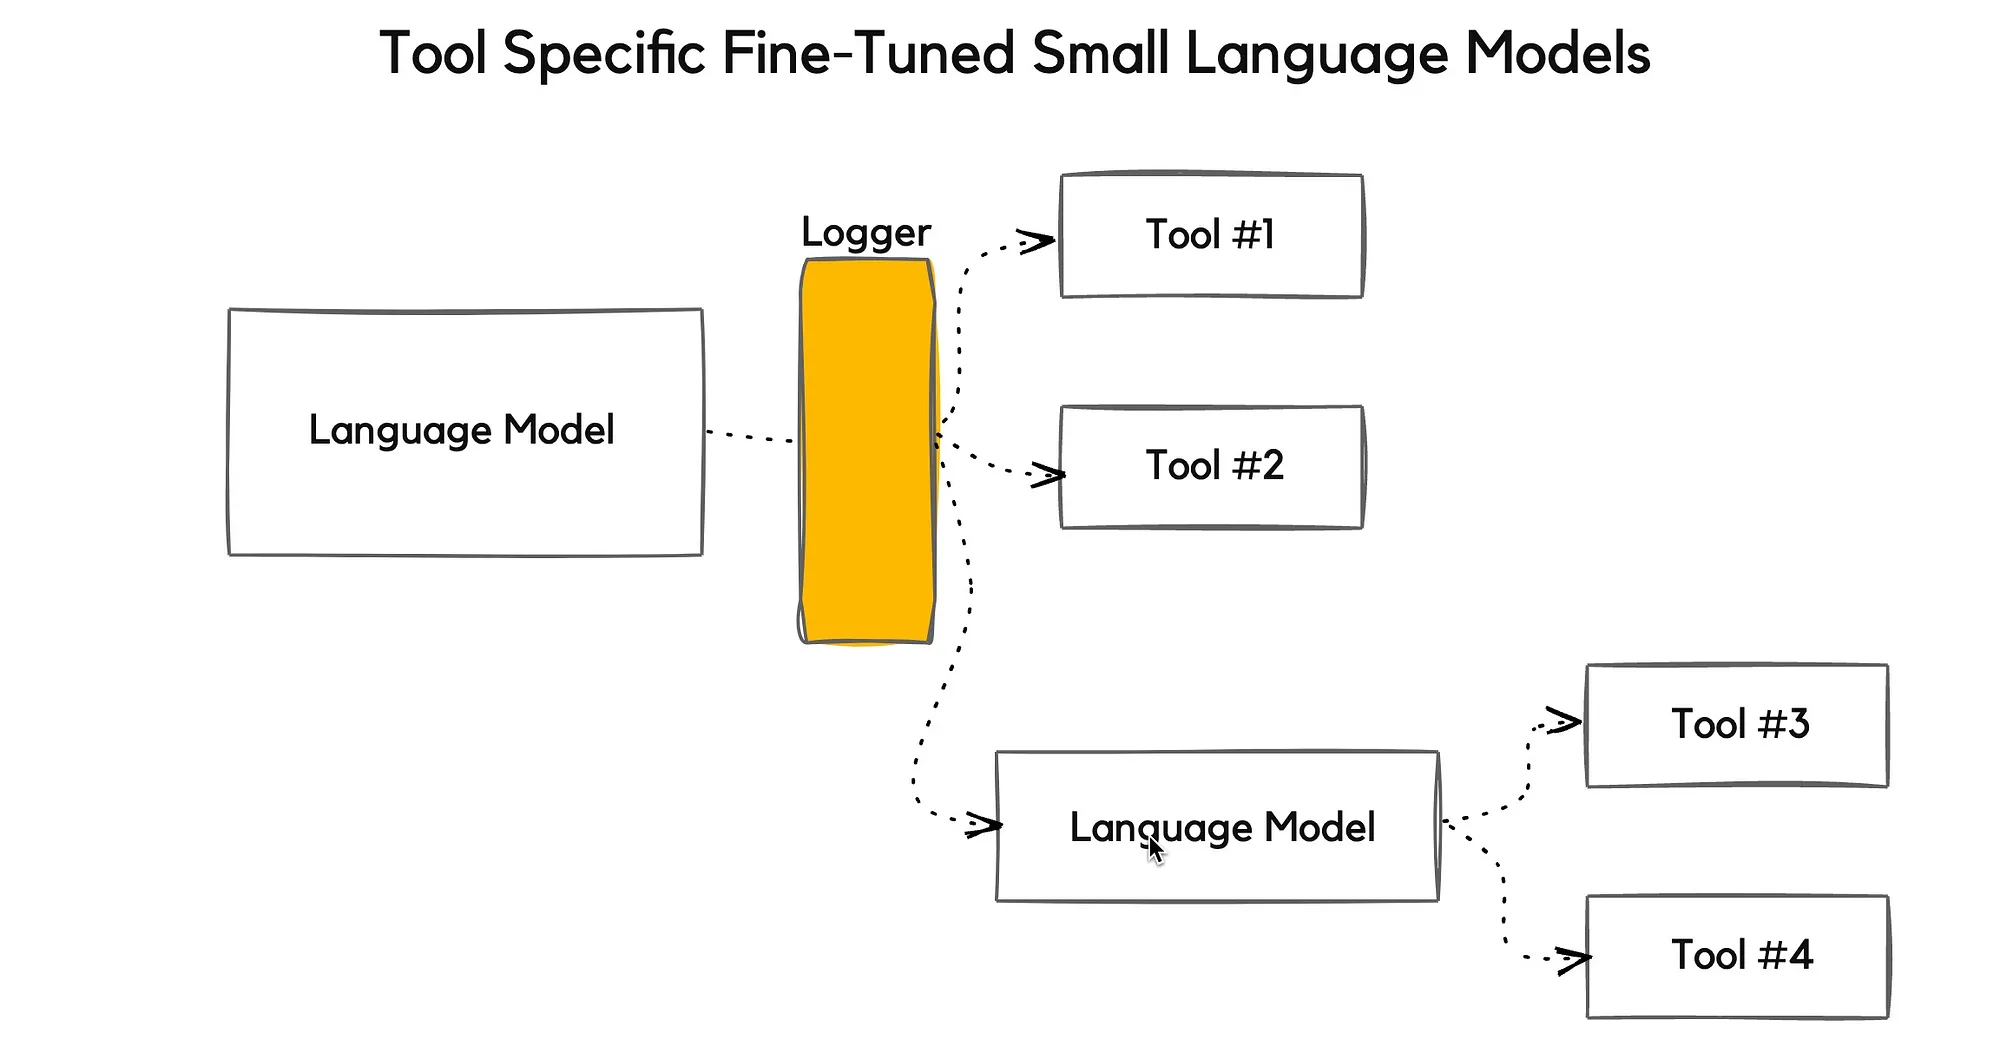 Tool Specific Fine-Tuned Small Language Models
Logger
Tool #1
Language Model
Tool #2
Language Model
Tool #3
Tool #4